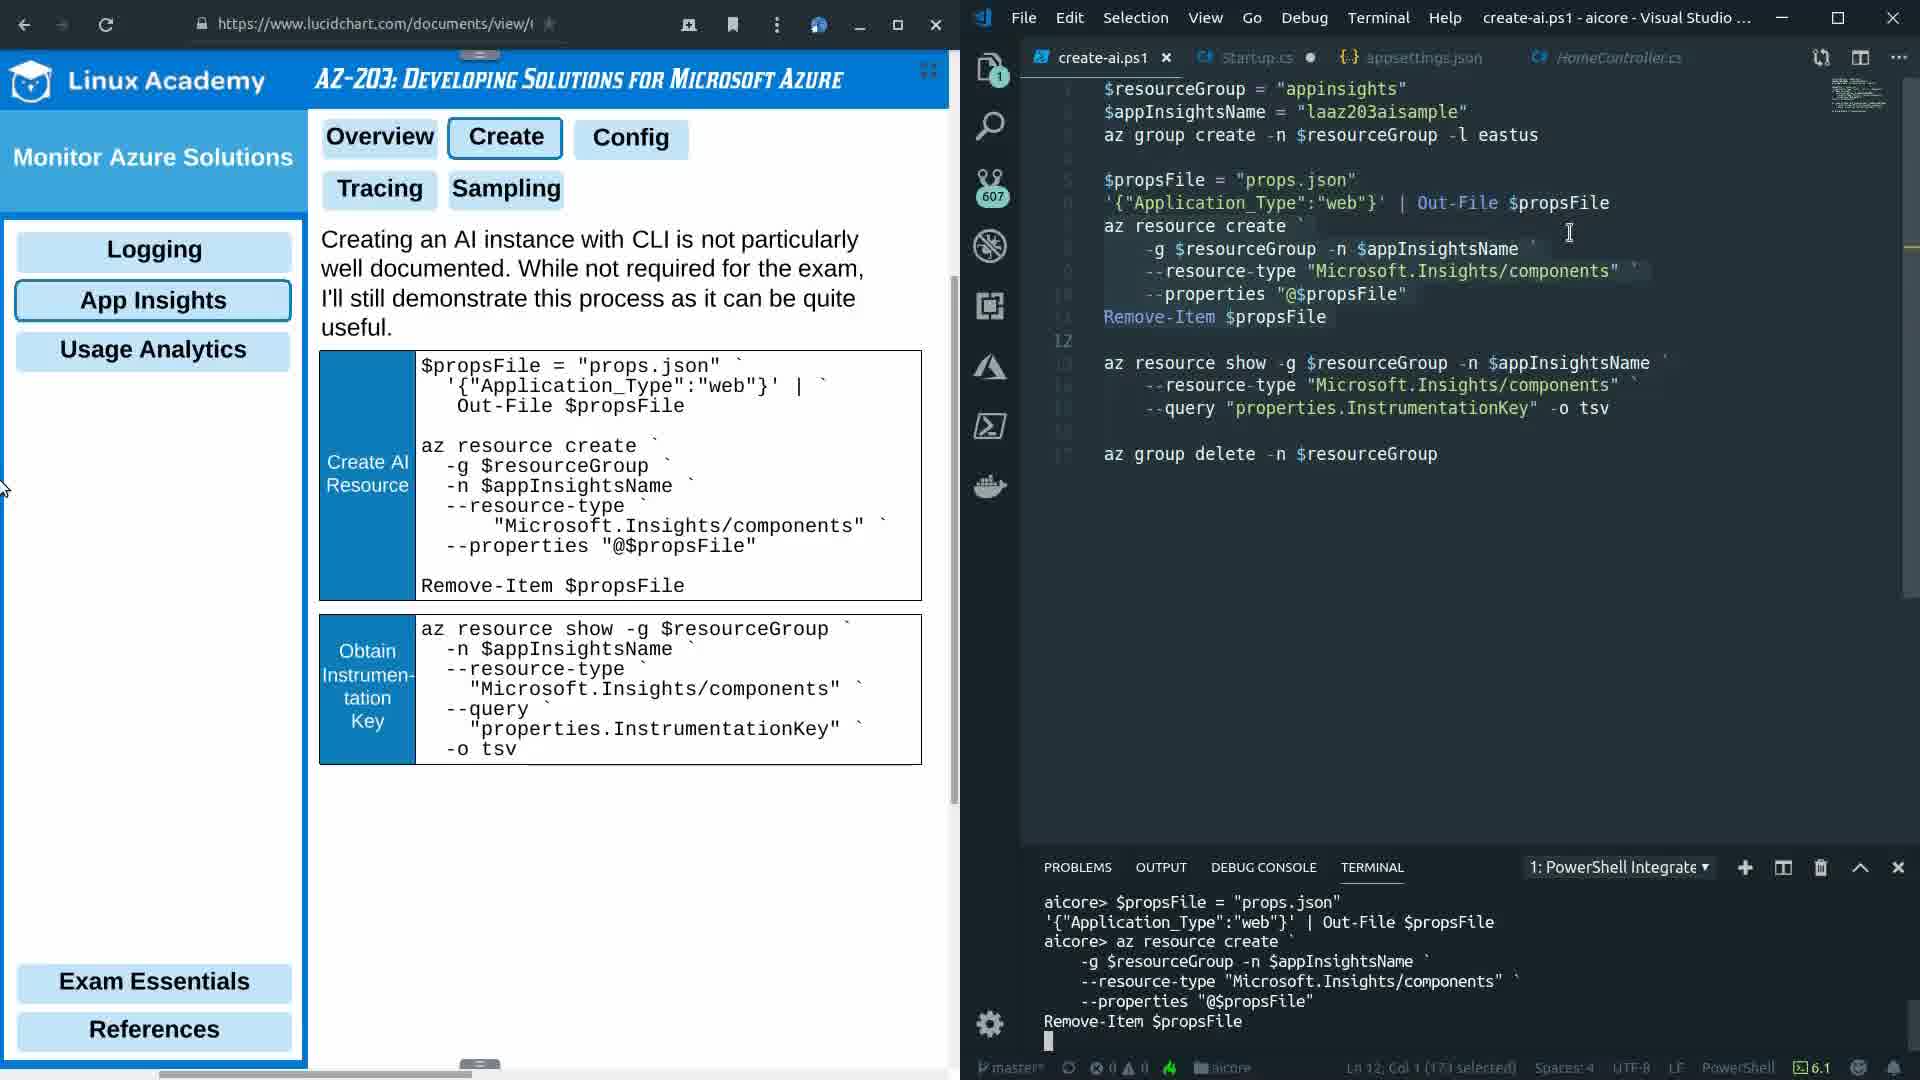 https://www.lucidchart.com/documents/view/
Linux Academy
AZ-203: Developing Solutions for Microsoft Azure
Monitor Azure Solutions
Logging
App Insights
Usage Analytics
Exam Essentials
References
Overview
Create
Config
Tracing
Sampling
Creating an AI instance with CLI is not particularly
well documented. While not required for the exam,
I'll still demonstrate this process as it can be quite
useful.
Create AI
Resource
$propsFile = "props.json" `
'{"Application_Type":"web"}' | `
Out-File $propsFile
az resource create `
-g $resourceGroup `
-n $appInsightsName `
--resource-type `
"Microsoft.Insights/components" `
--properties "@$propsFile"
Remove-Item $propsFile
Obtain
Instrumen-
tation
Key
az resource show -g $resourceGroup `
-n $appInsightsName `
--resource-type `
"Microsoft.Insights/components" `
--query `
"properties.InstrumentationKey" `
-o tsv
File Edit Selection View Go Debug Terminal Help create-ai.ps1 - aicore - Visual Studio ...
create-ai.ps1
Startup.cs
appsettings.json
HomeController.cs
1
607
$resourceGroup = "appinsights"
$appInsightsName = "laaz203aisample"
az group create -n $resourceGroup -l eastus
$propsFile = "props.json"
'{"Application_Type":"web"}' | Out-File $propsFile
az resource create `
-g $resourceGroup -n $appInsightsName `
--resource-type "Microsoft.Insights/components" `
--properties "@$propsFile"
Remove-Item $propsFile
12
az resource show -g $resourceGroup -n $appInsightsName `
--resource-type "Microsoft.Insights/components" `
--query "properties.InstrumentationKey" -o tsv
az group delete -n $resourceGroup
PROBLEMS OUTPUT DEBUG CONSOLE TERMINAL
1: PowerShell Integrate
aicore> $propsFile = "props.json"
'{"Application_Type":"web"}' | Out-File $propsFile
aicore> az resource create `
-g $resourceGroup -n $appInsightsName `
--resource-type "Microsoft.Insights/components" `
--properties "@$propsFile"
Remove-Item $propsFile
master* 0 0 aicore Ln 12, Col 1 (173 selected) Spaces: 4 UTF-8 LF PowerShell 6.1